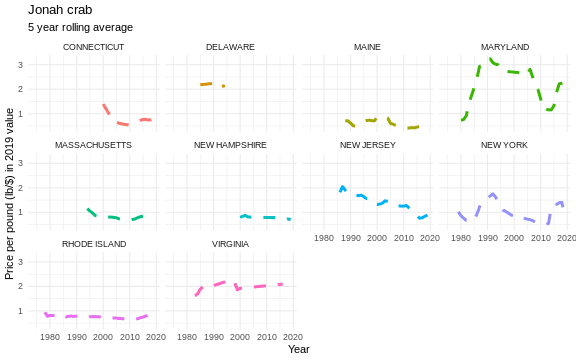 Jonah crab
5 year rolling average
CONNECTICUT DELAWARE MAINE MARYLAND
3
2
1
MASSACHUSETTS NEW HAMPSHIRE NEW JERSEY NEW YORK
3
2
1
1980 1990 2000 2010 2020 1980 1990 2000 2010 2020
RHODE ISLAND VIRGINIA
3
2
1
1980 1990 2000 2010 2020 1980 1990 2000 2010 2020
Year
Price per pound (lb/$) in 2019 value